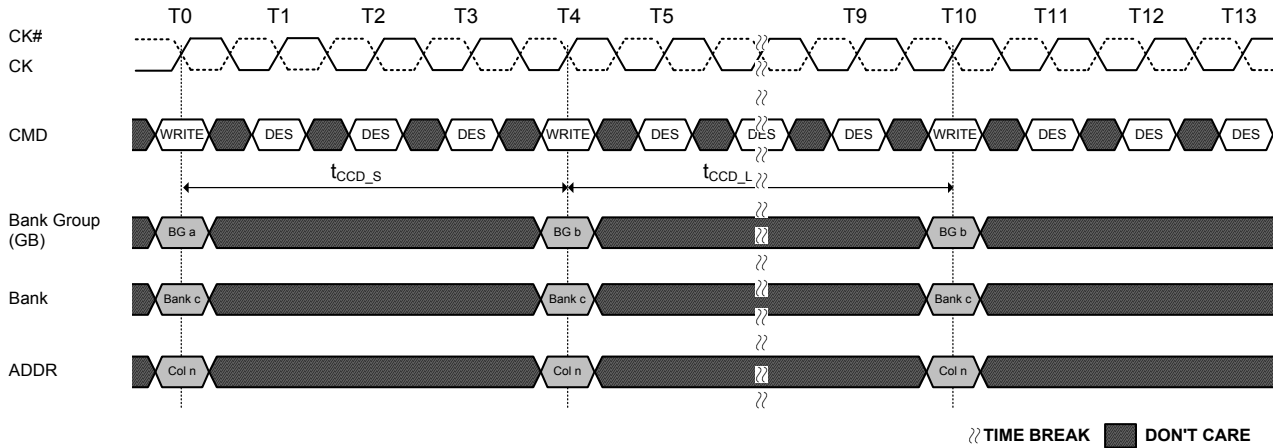 T0 T1 T2 T3 T4 T5 T9 T10 T11 T12 T13
CK#
CK
CMD WRITE DES DES DES WRITE DES DES DES WRITE DES DES DES
tCCD_S tCCD_L
Bank Group
(GB)
BG a BG b BG b
Bank Bank c Bank c Bank c
ADDR Col n Col n Col n
TIME BREAK DON'T CARE